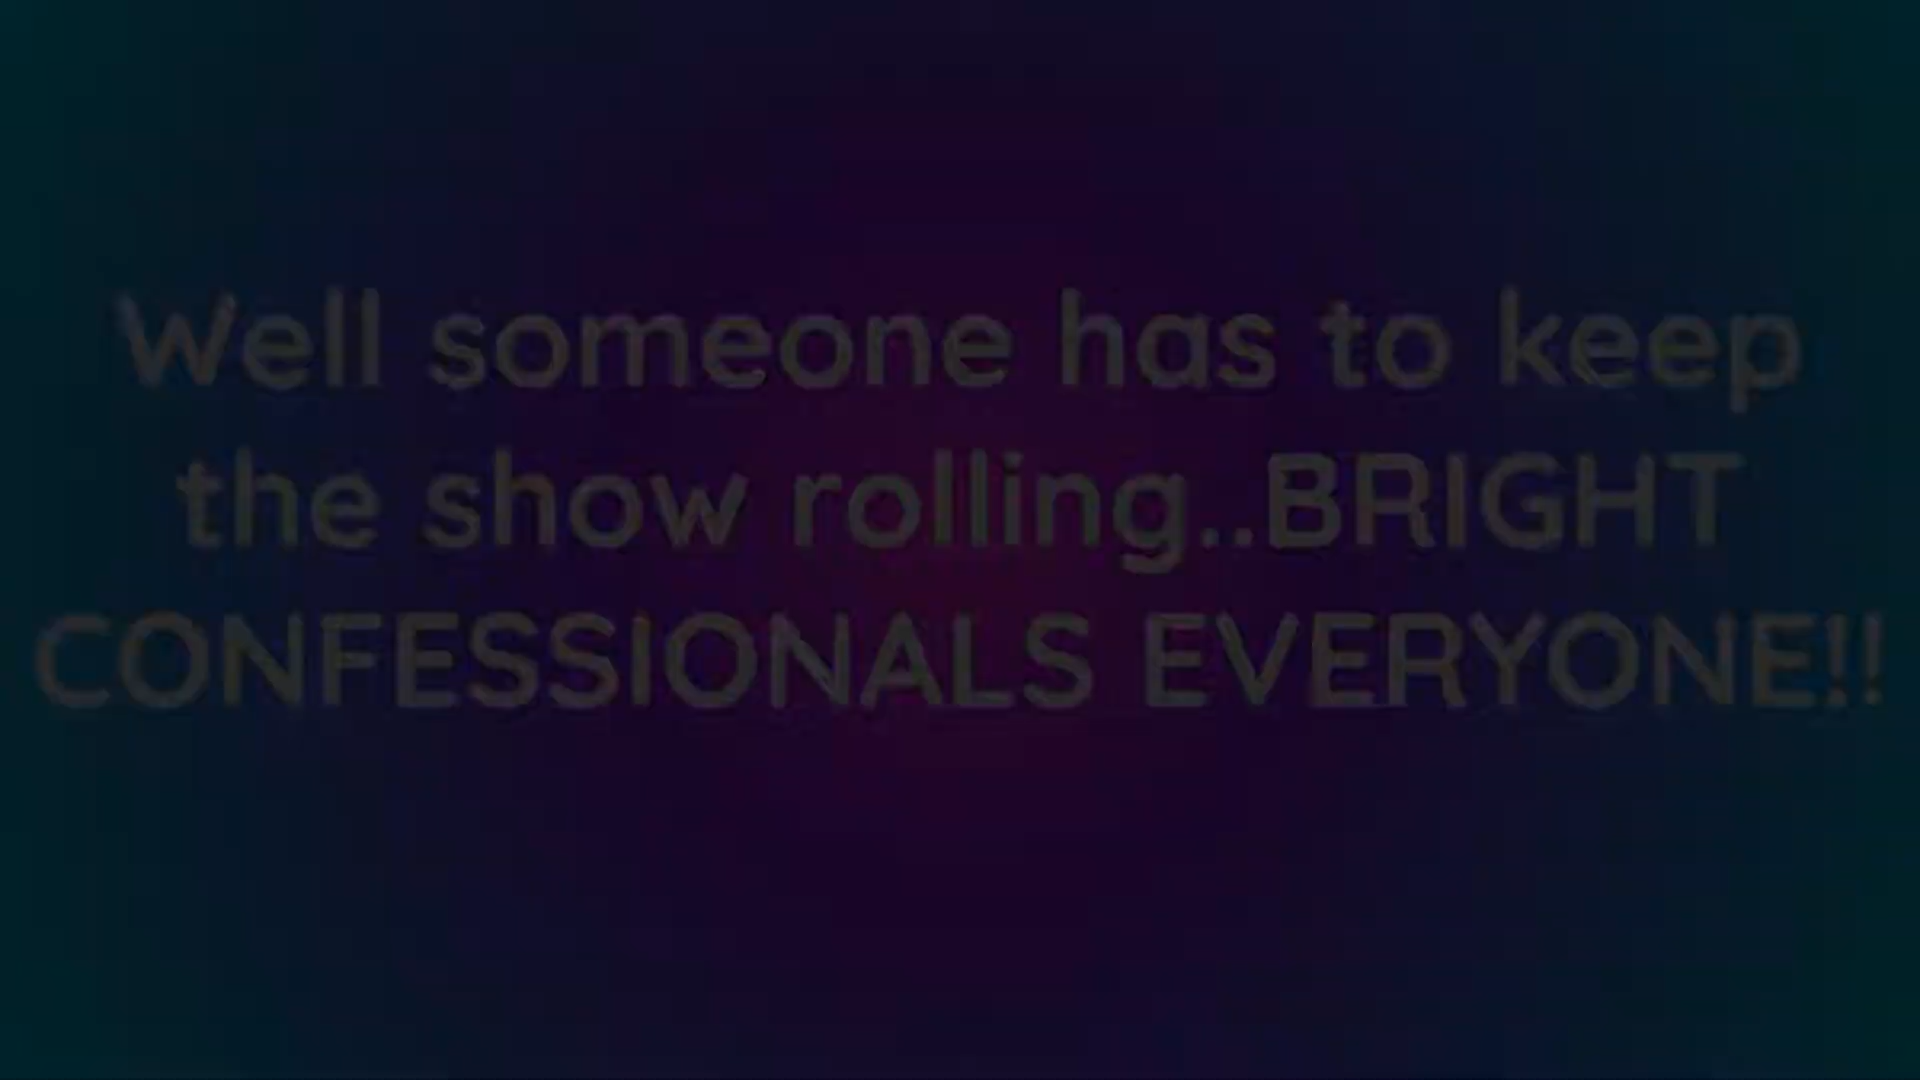 Well someone has to keep
the show rolling..BRIGHT
CONFESSIONALS EVERYONE!!